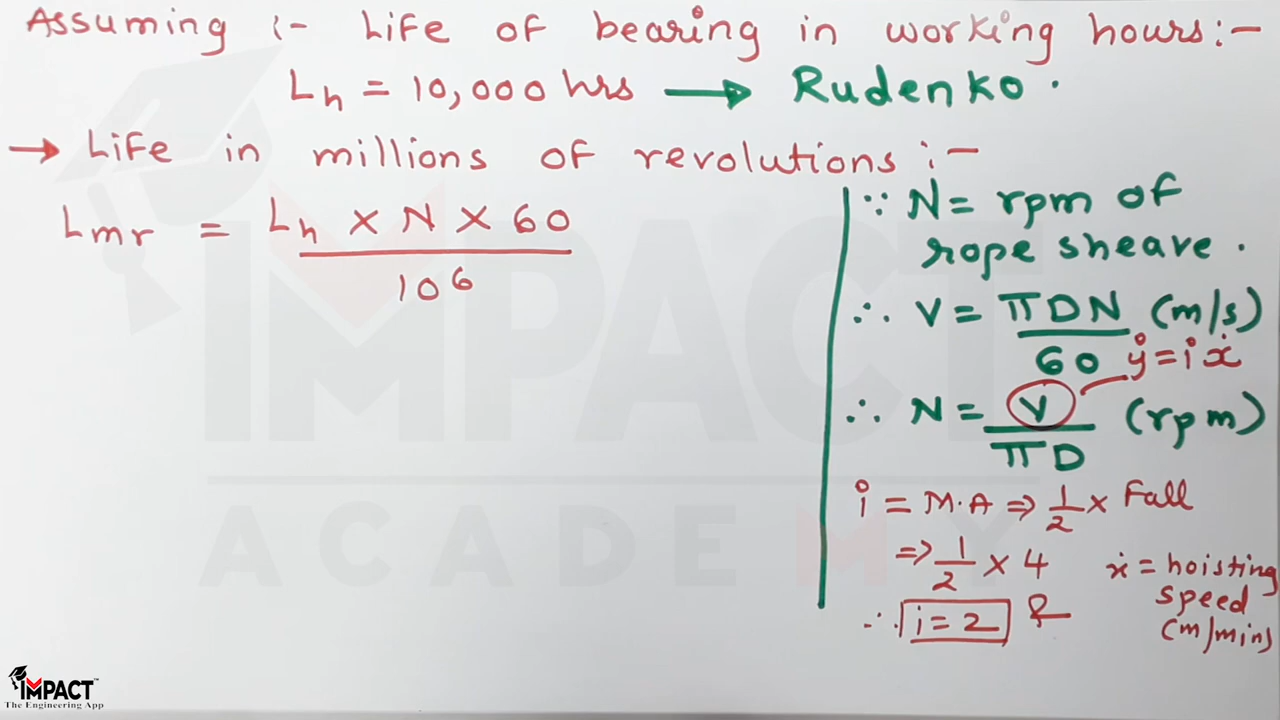 Assuming :- Life of bearing in working hours:-
Lh = 10,000 hrs → Rudenko.
→ Life in millions of revolutions :-
Lmr = Lh × N × 60
10⁶
∵ N = rpm of
rope sheave.
∴ V = πDN (m/s)
60
ẏ = i ẋ
∴ N = V (rpm)
πD
i = M.A ⇒ 1/2 × Fall
⇒ 1/2 × 4
∴ i = 2 &
ẋ = hoisting
speed
(m/min)
IMPACT
ACADEMY
IMPACT™
The Engineering App